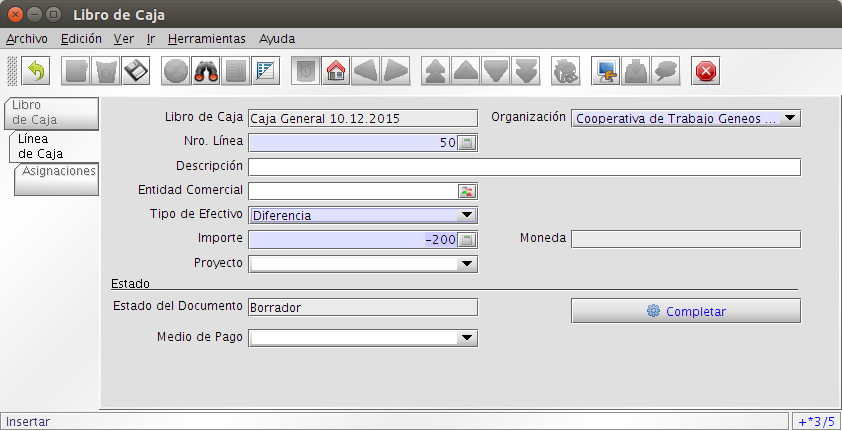 Libro de Caja
Archivo Edición Ver Ir Herramientas Ayuda
Libro
de Caja
Línea
de Caja
Asignaciones
Libro de Caja Caja General 10.12.2015 Organización Cooperativa de Trabajo Geneos ...
Nro. Línea 50
Descripción
Entidad Comercial
Tipo de Efectivo Diferencia
Importe -200 Moneda
Proyecto
Estado
Estado del Documento Borrador Completar
Medio de Pago
Insertar +*3/5